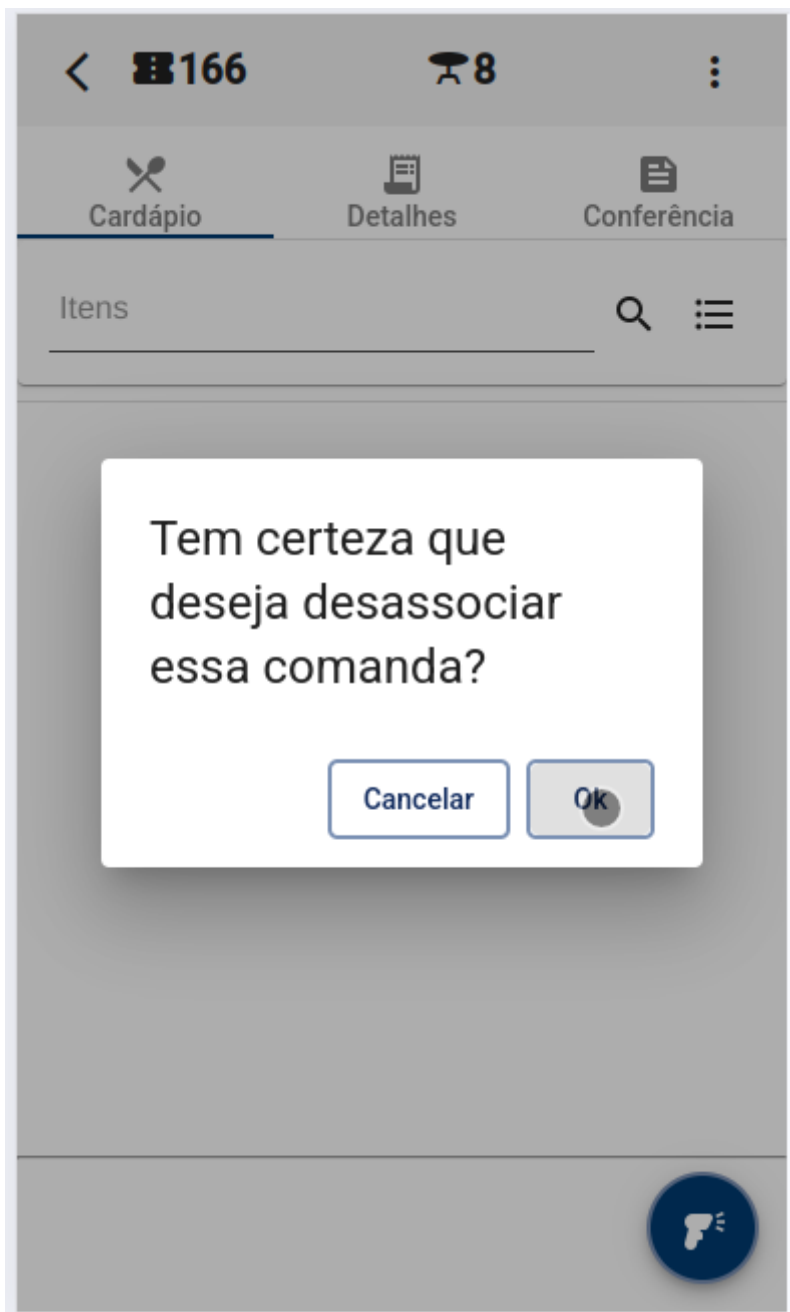 166 8
Cardápio Detalhes Conferência
Itens
Tem certeza que
deseja desassociar
essa comanda?
Cancelar Ok